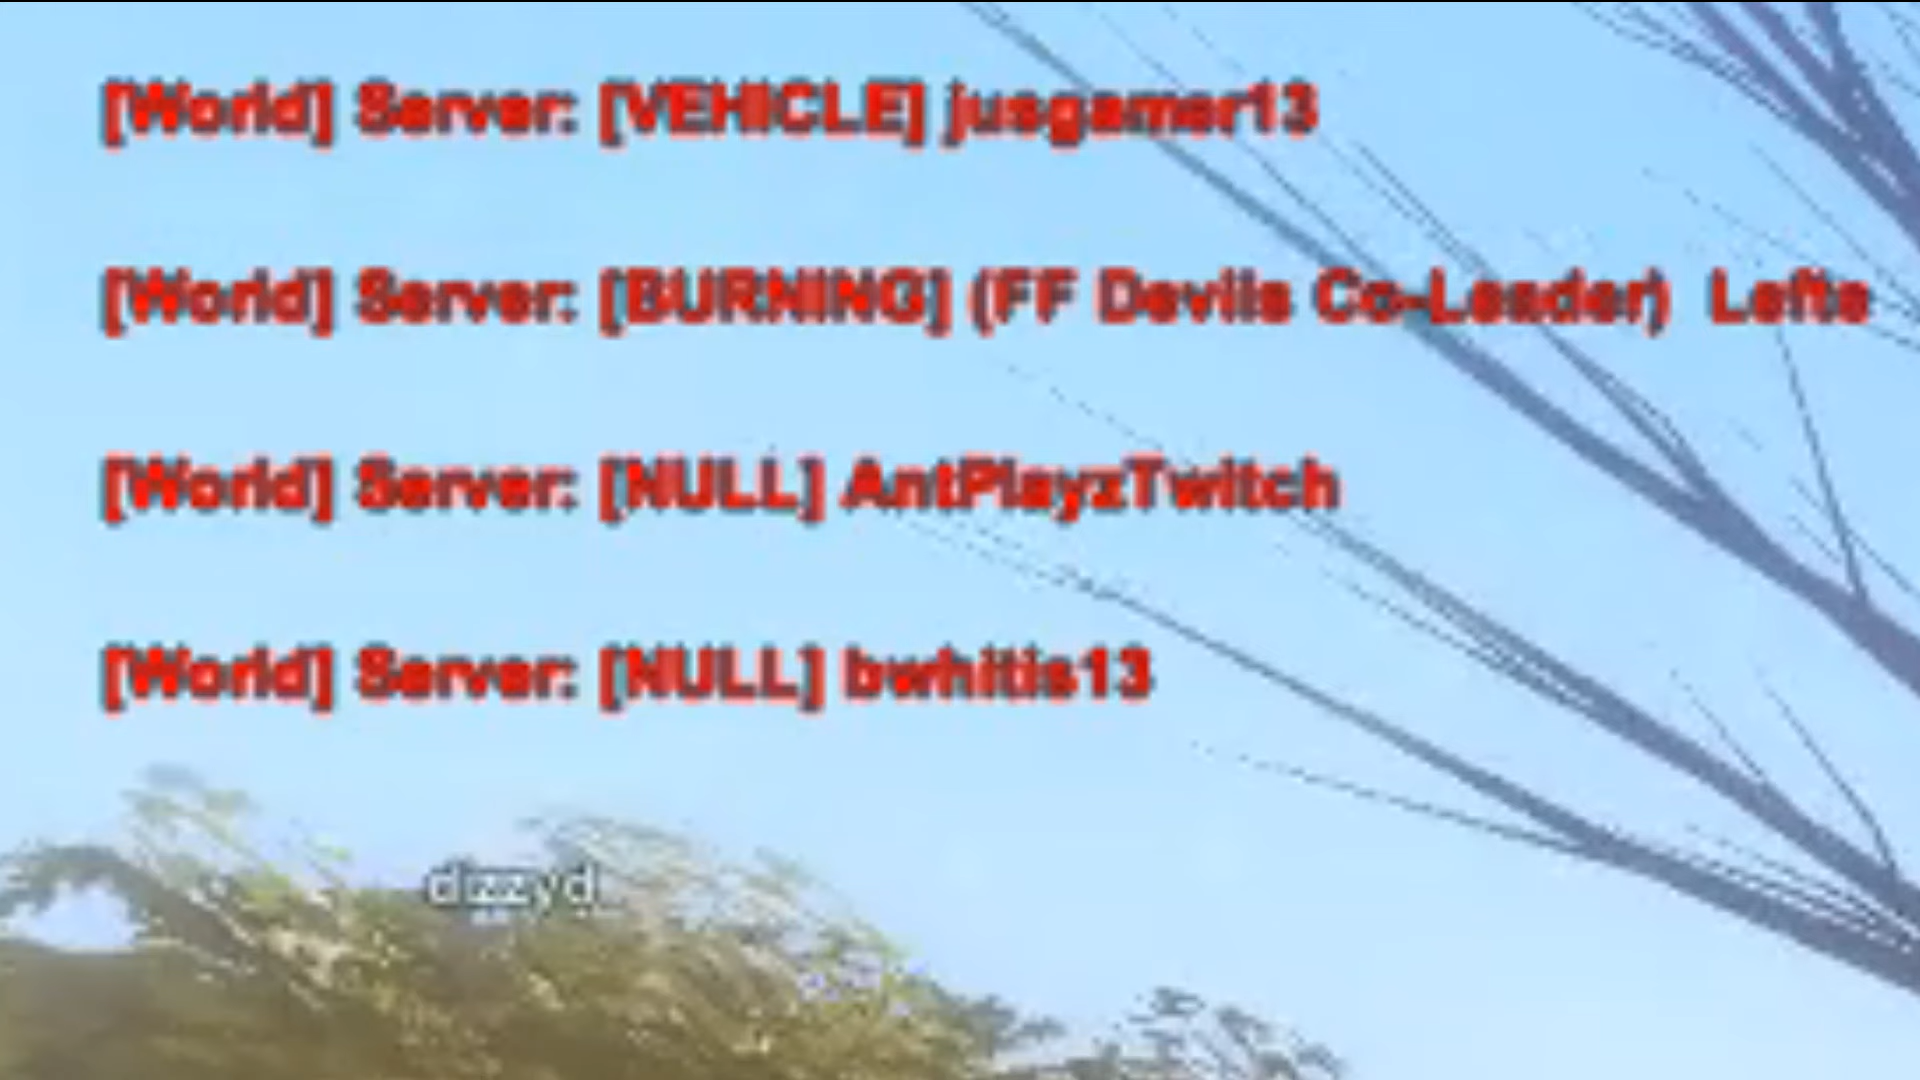 [World] Server: [VEHICLE] jusgamer13
[World] Server: [BURNING] (FF Devils Co-Leader) Lefte
[World] Server: [NULL] AntPlayzTwitch
[World] Server: [NULL] bwhitis13
dizzyd